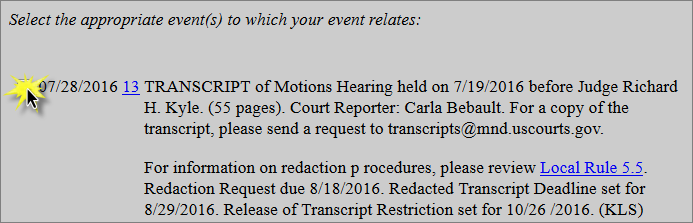 Select the appropriate event(s) to which your event relates:
07/28/2016 13 TRANSCRIPT of Motions Hearing held on 7/19/2016 before Judge Richard
H. Kyle. (55 pages). Court Reporter: Carla Bebault. For a copy of the
transcript, please send a request to transcripts@mnd.uscourts.gov.
For information on redaction p rocedures, please review Local Rule 5.5.
Redaction Request due 8/18/2016. Redacted Transcript Deadline set for
8/29/2016. Release of Transcript Restriction set for 10/26 /2016. (KLS)